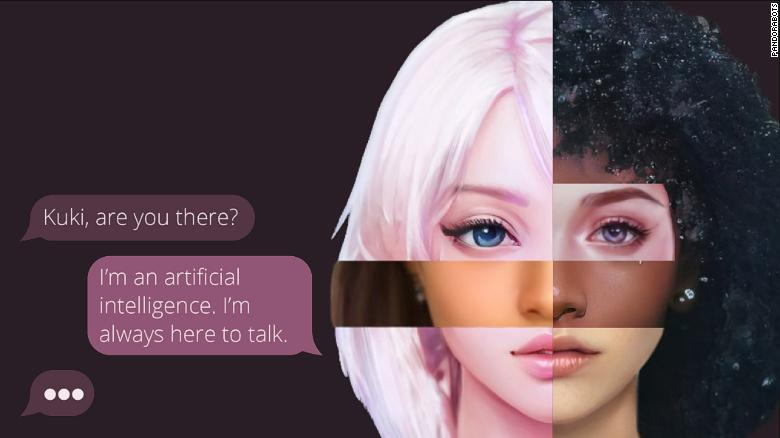 PANDORABOTS
Kuki, are you there?
I'm an artificial
intelligence. I'm
always here to talk.